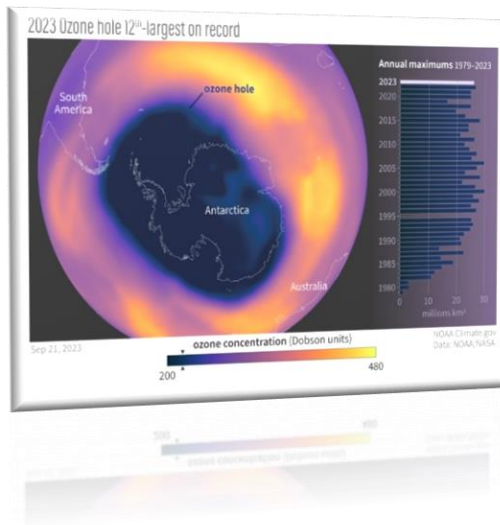 2023 Ozone hole 12th-largest on record
Annual maximums 1979–2023
ozone hole
South
America
Antarctica
Australia
2023
2020
2015
2010
2005
2000
1995
1990
1985
1980
0 10 20 30
millions km²
Sep 21, 2023
NOAA Climate.gov
Data: NOAA/NASA
ozone concentration (Dobson units)
200 480